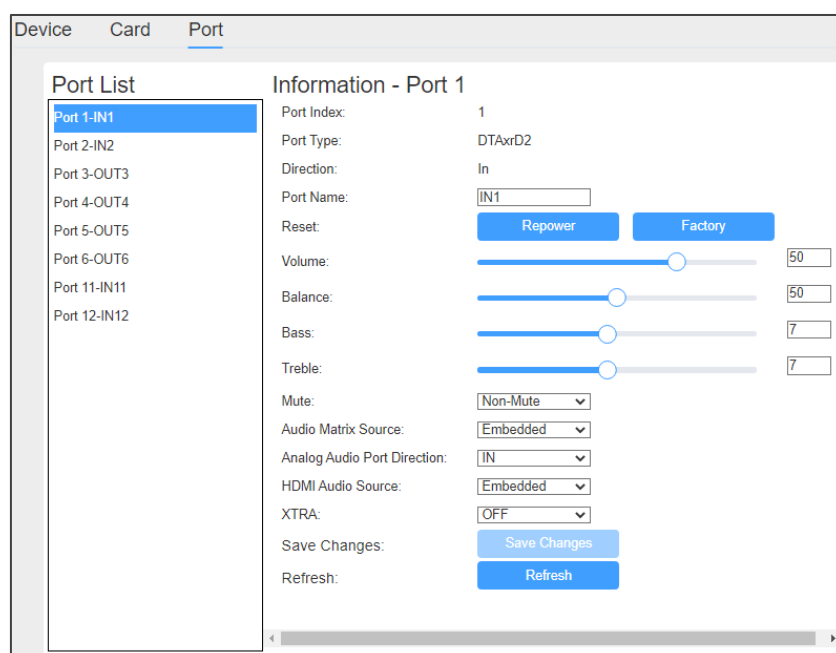 Device Card Port
Port List
Port 1-IN1
Port 2-IN2
Port 3-OUT3
Port 4-OUT4
Port 5-OUT5
Port 6-OUT6
Port 11-IN11
Port 12-IN12
Information - Port 1
Port Index: 1
Port Type: DTAxrD2
Direction: In
Port Name: IN1
Reset: Repower Factory
Volume: 50
Balance: 50
Bass: 7
Treble: 7
Mute: Non-Mute
Audio Matrix Source: Embedded
Analog Audio Port Direction: IN
HDMI Audio Source: Embedded
XTRA: OFF
Save Changes: Save Changes
Refresh: Refresh